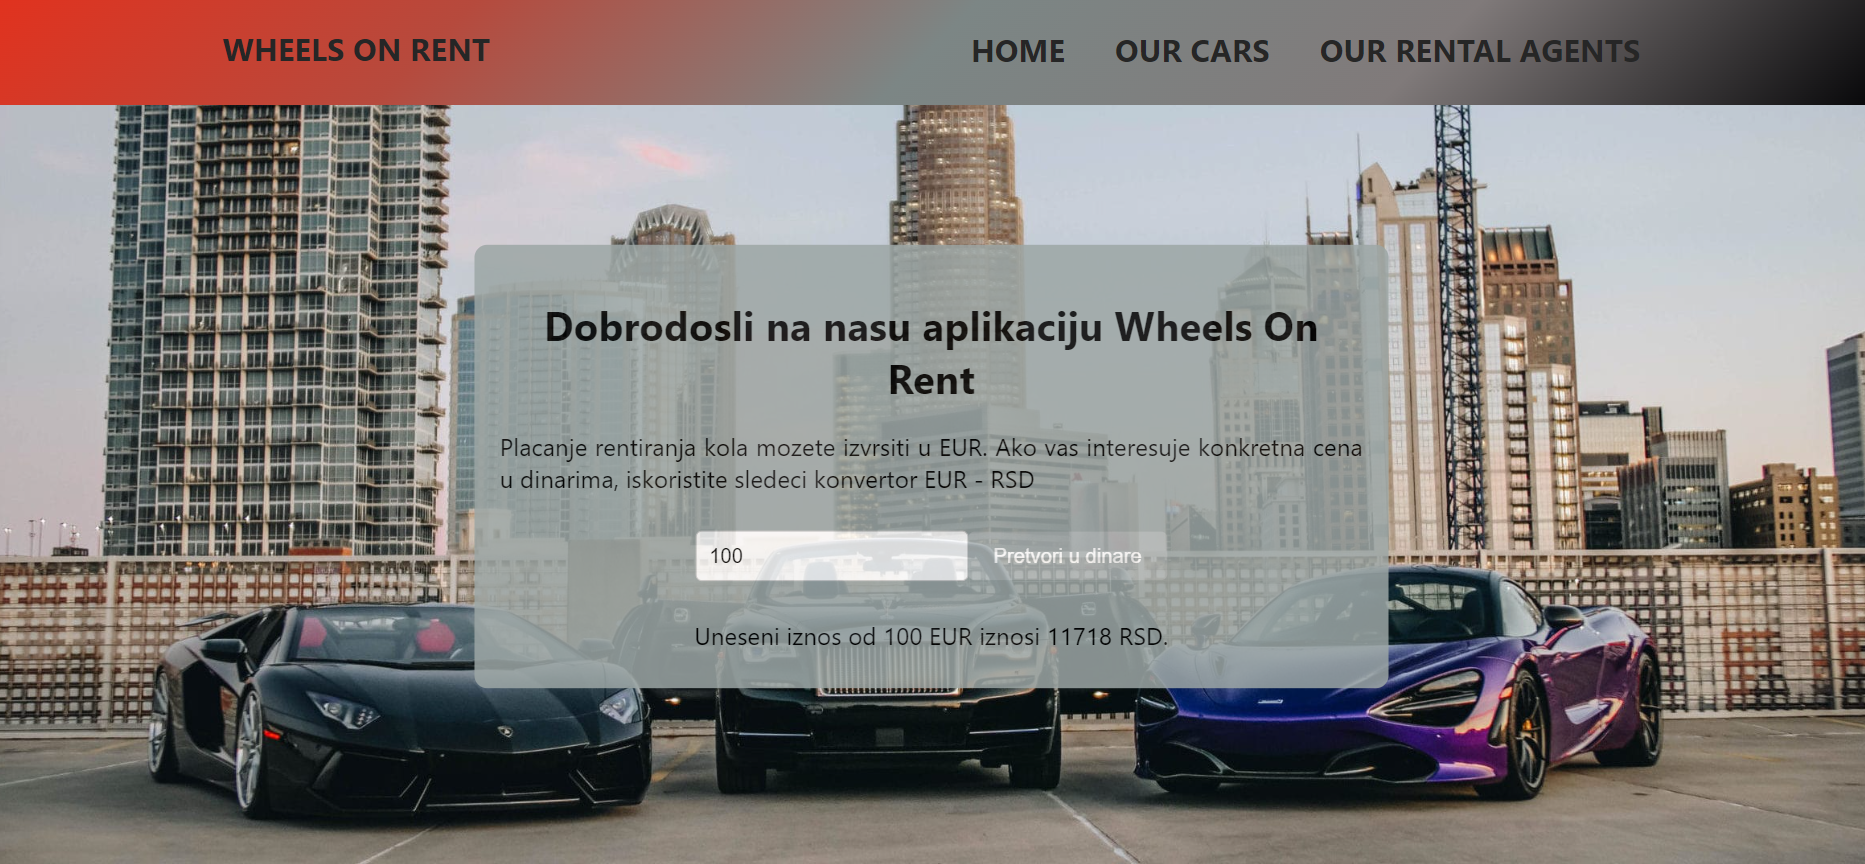 WHEELS ON RENT
HOME OUR CARS OUR RENTAL AGENTS
Dobrodosli na nasu aplikaciju Wheels On
Rent
Placanje rentiranja kola mozete izvrsiti u EUR. Ako vas interesuje konkretna cena
u dinarima, iskoristite sledeci konvertor EUR - RSD
100
Pretvori u dinare
Uneseni iznos od 100 EUR iznosi 11718 RSD.